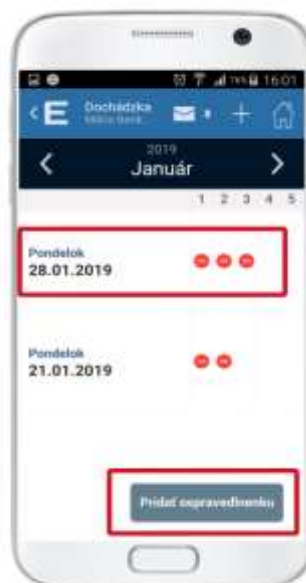 16:01
E Dochádzka
2019
Január
1 2 3 4 5
Pondelok
28.01.2019
Pondelok
21.01.2019
Pridať ospravedlnenku